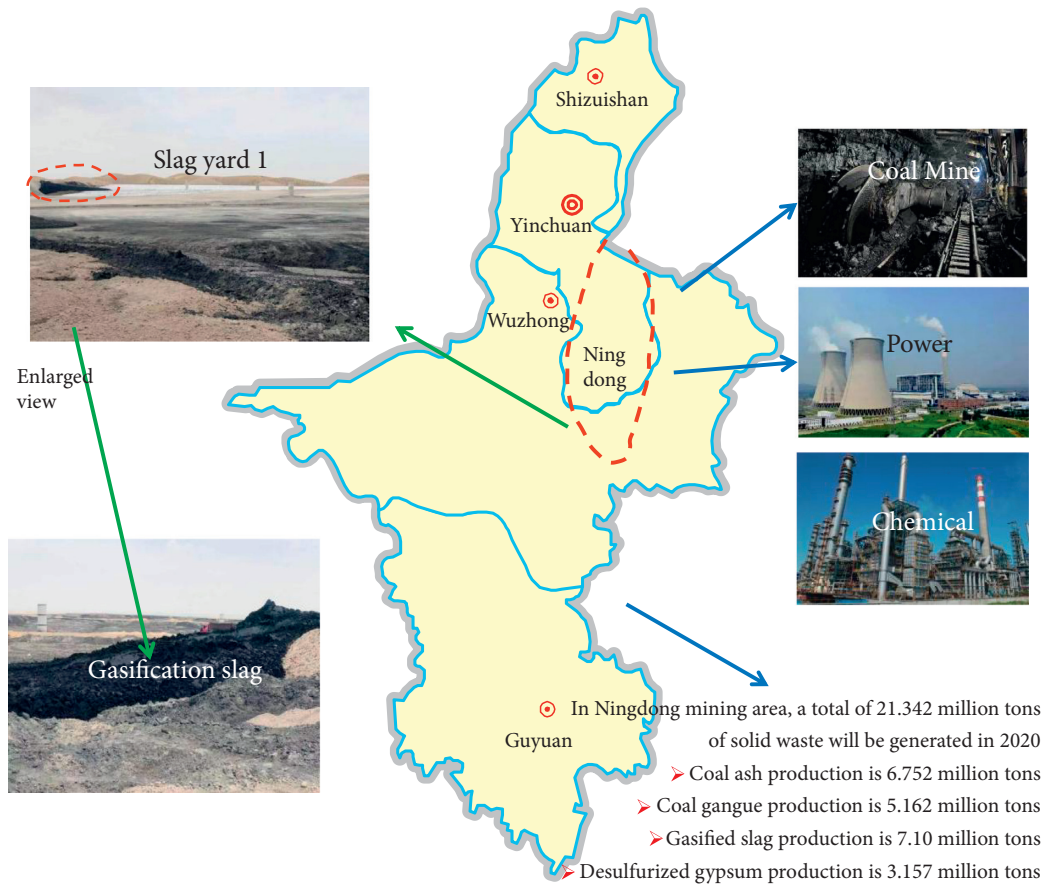 Shizuishan
Slag yard 1
Coal Mine
Yinchuan
Wuzhong
Power
Ning
dong
Enlarged
view
Chemical
Gasification slag
Guyuan
In Ningdong mining area, a total of 21.342 million tons
of solid waste will be generated in 2020
➢ Coal ash production is 6.752 million tons
➢ Coal gangue production is 5.162 million tons
➢ Gasified slag production is 7.10 million tons
➢ Desulfurized gypsum production is 3.157 million tons